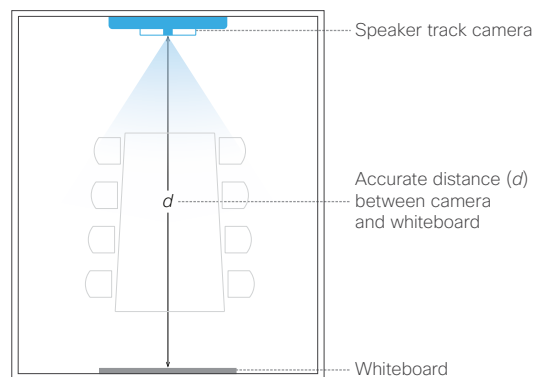 Speaker track camera
Accurate distance (d)
between camera
and whiteboard
d
Whiteboard